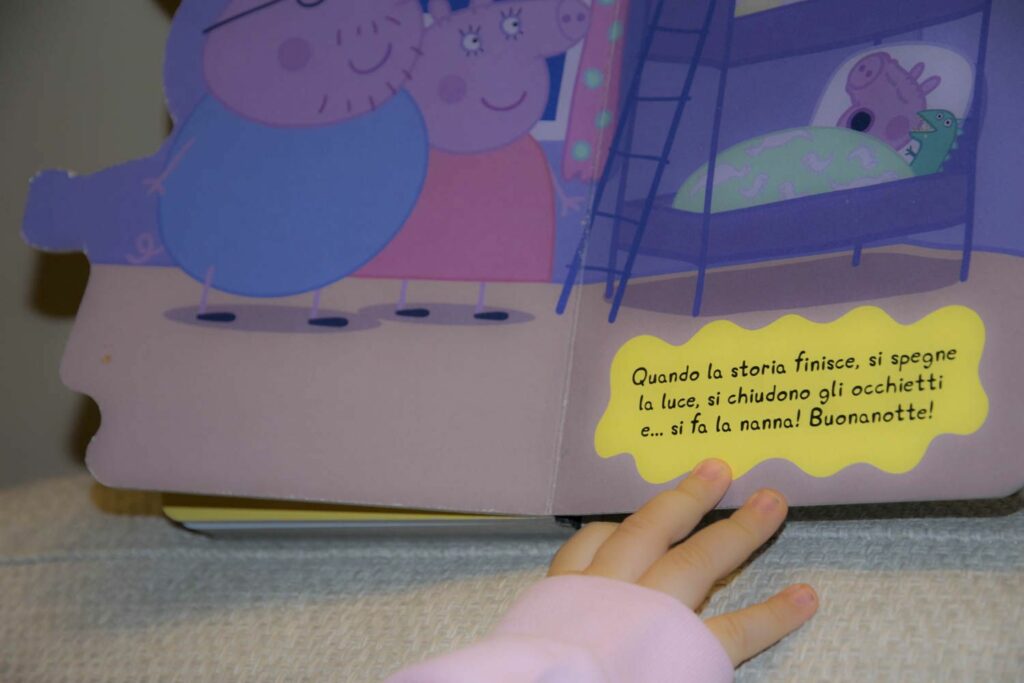 Quando la storia finisce, si spegne
la luce, si chiudono gli occhietti
e... si fa la nanna! Buonanotte!